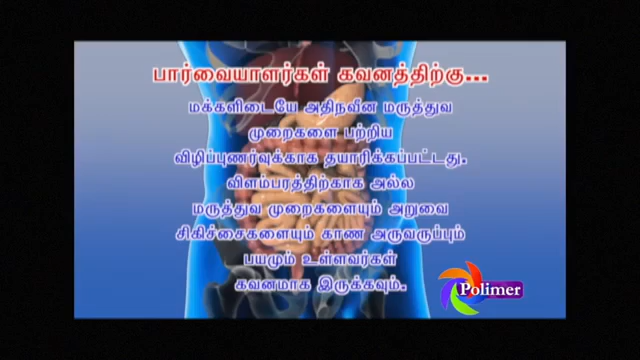 பார்வையாளர்கள் கவனத்திற்கு...
மக்களிடையே அதிநவீன மருத்துவ
முறைகளை பற்றிய
விழிப்புணர்வுக்காக தயாரிக்கப்பட்டது.
விளம்பரத்திற்காக அல்ல
மருத்துவ முறைகளையும் அறுவை
சிகிச்சைகளையும் காண அருவருப்பும்
பயமும் உள்ளவர்கள்
கவனமாக இருக்கவும்.
Polimer